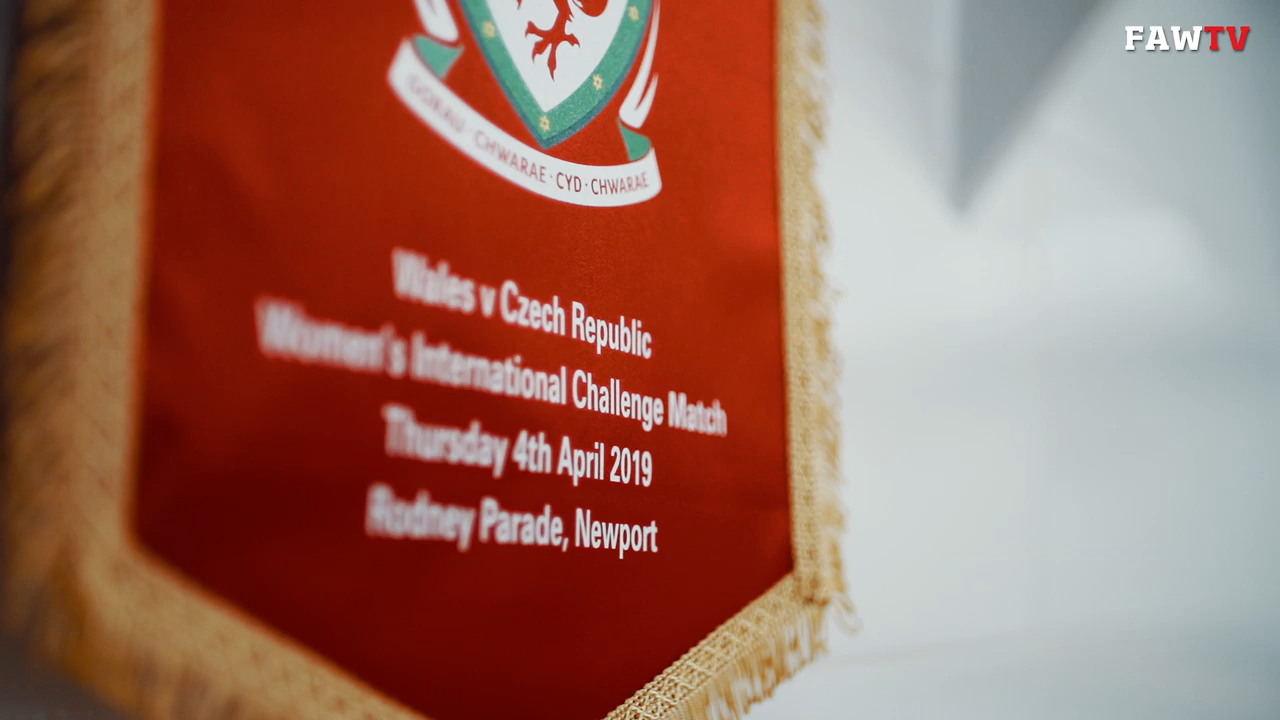 FAWTV
GORAU · CHWARAE · CYD · CHWARAE
Wales v Czech Republic
Women's International Challenge Match
Thursday 4th April 2019
Rodney Parade, Newport